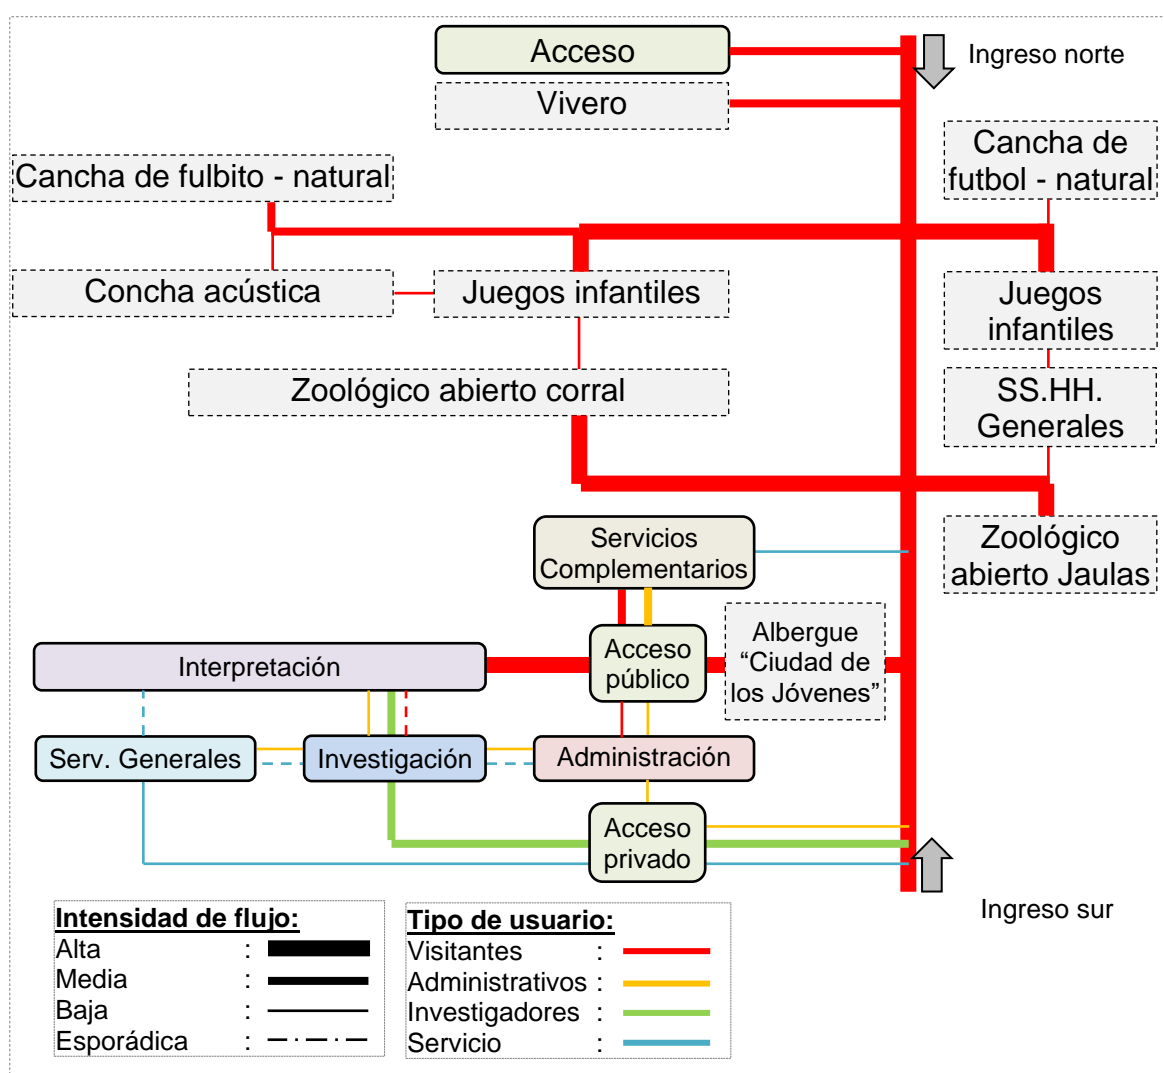 Acceso
Ingreso norte
Vivero
Cancha de
futbol - natural
Cancha de fulbito - natural
Concha acústica
Juegos infantiles
Juegos
infantiles
Zoológico abierto corral
SS.HH.
Generales
Servicios
Complementarios
Zoológico
abierto Jaulas
Acceso
público
Albergue
“Ciudad de
los Jóvenes”
Interpretación
Serv. Generales
Investigación
Administración
Acceso
privado
Ingreso sur
Intensidad de flujo:
Alta :
Media :
Baja :
Esporádica :
Tipo de usuario:
Visitantes :
Administrativos :
Investigadores :
Servicio :